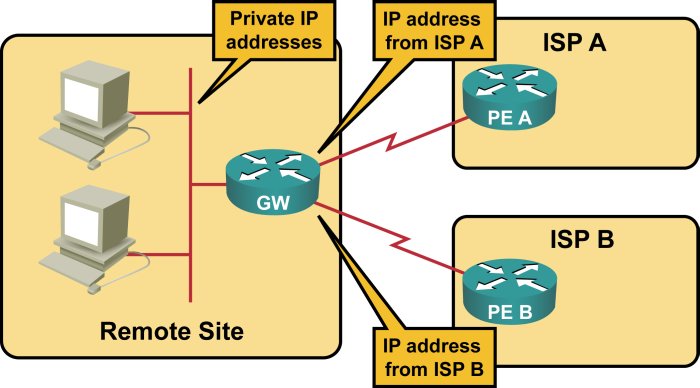 Private IP
addresses
IP address
from ISP A
ISP A
PE A
GW
ISP B
PE B
Remote Site
IP address
from ISP B